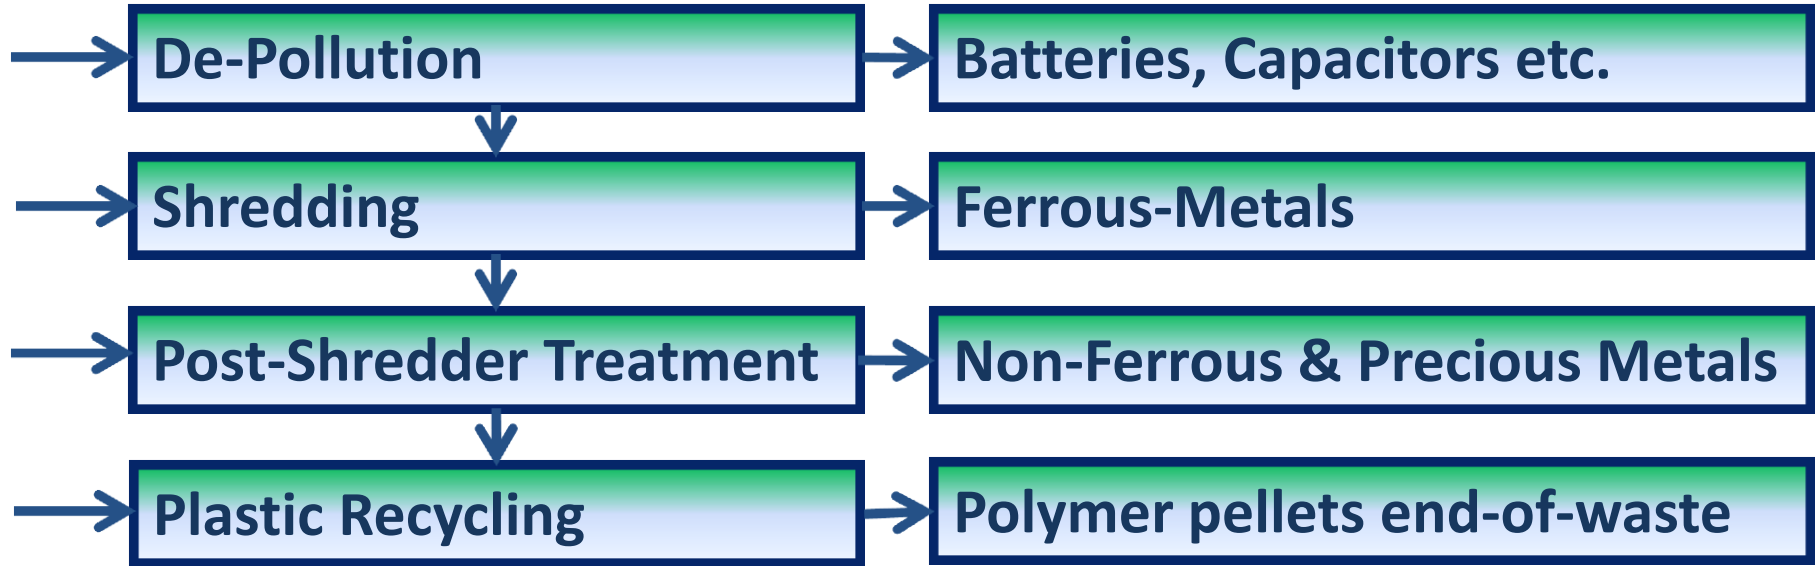 De-Pollution
Batteries, Capacitors etc.
Shredding
Ferrous-Metals
Post-Shredder Treatment
Non-Ferrous & Precious Metals
Plastic Recycling
Polymer pellets end-of-waste